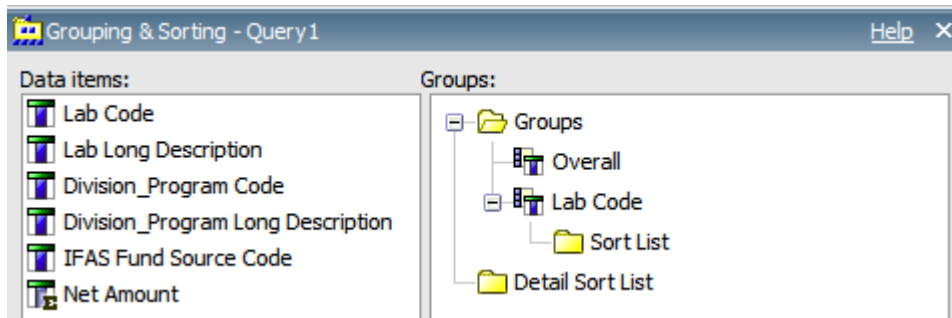 Grouping & Sorting - Query1 Help
Data items:
Lab Code
Lab Long Description
Division_Program Code
Division_Program Long Description
IFAS Fund Source Code
Net Amount
Groups:
Groups
Overall
Lab Code
Sort List
Detail Sort List